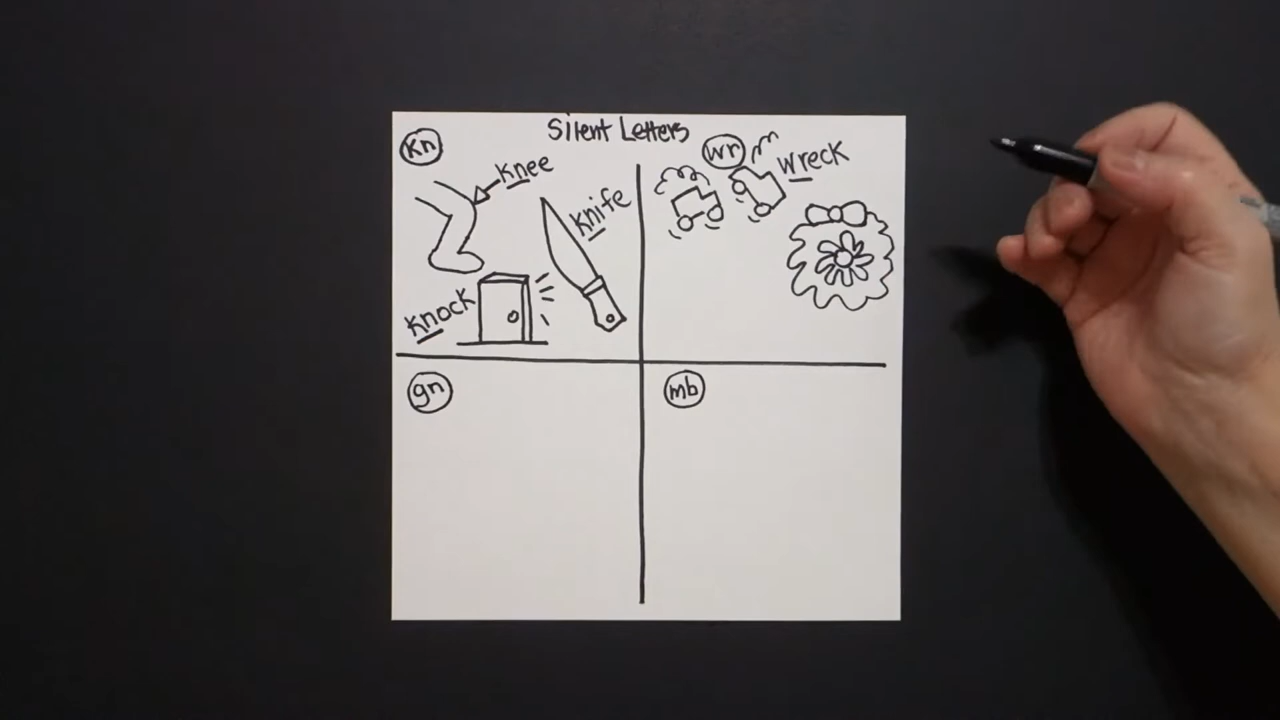 Silent Letters
kn
knee
knife
knock
wr
wreck
gn
mb